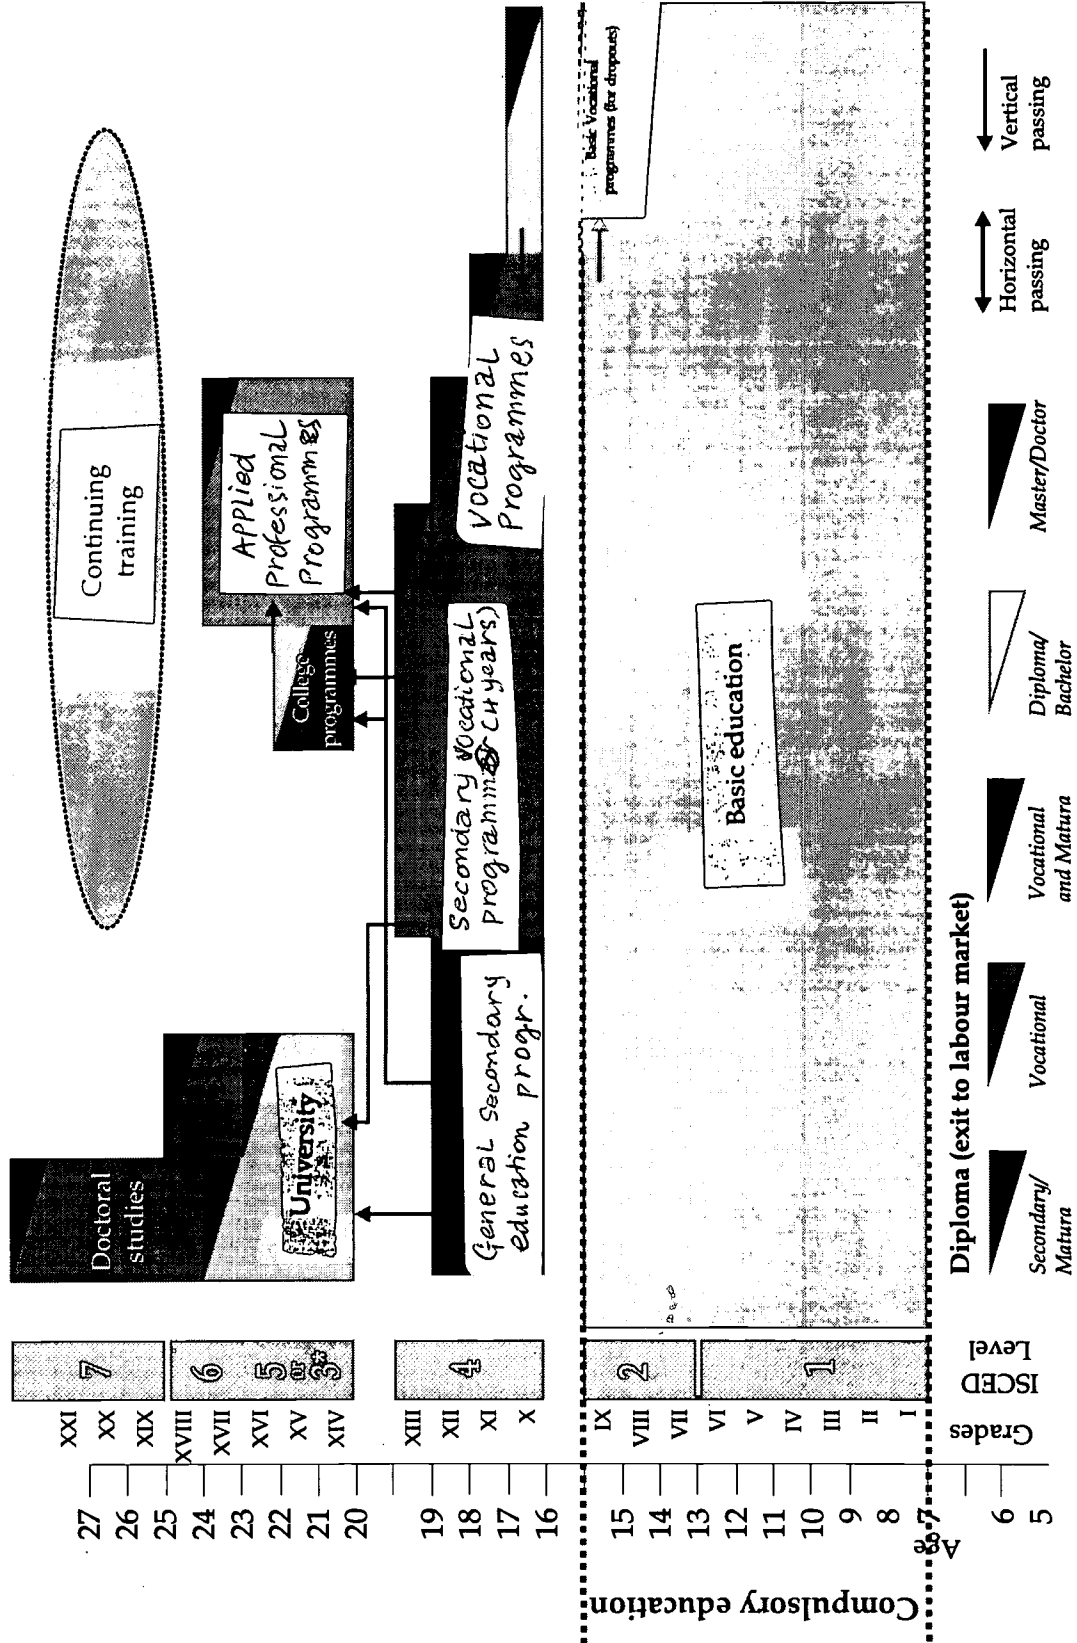 Continuing
training
Doctoral
studies
University
College
programmes
APPLIED
Professional
Programmes
General Secondary
education progr.
Secondary vocational
vocational
Programmes
Basic Vocational
programmes (for dropouts)
Basic education
7
6
5
or
3*
4
2
1
ISCED
Level
XXI
XX
XIX
XVIII
XVII
XVI
XV
XIV
XIII
XII
XI
X
IX
VIII
VII
VI
V
IV
III
II
I
Grades
27
26
25
24
23
22
21
20
19
18
17
16
15
14
13
12
11
10
9
8
7
6
5
Age
Compulsory education
Diploma (exit to labour market)
Secondary/
Matura
Vocational
Vocational
and Matura
Diploma/
Bachelor
Master/Doctor
Horizontal
passing
Vertical
passing